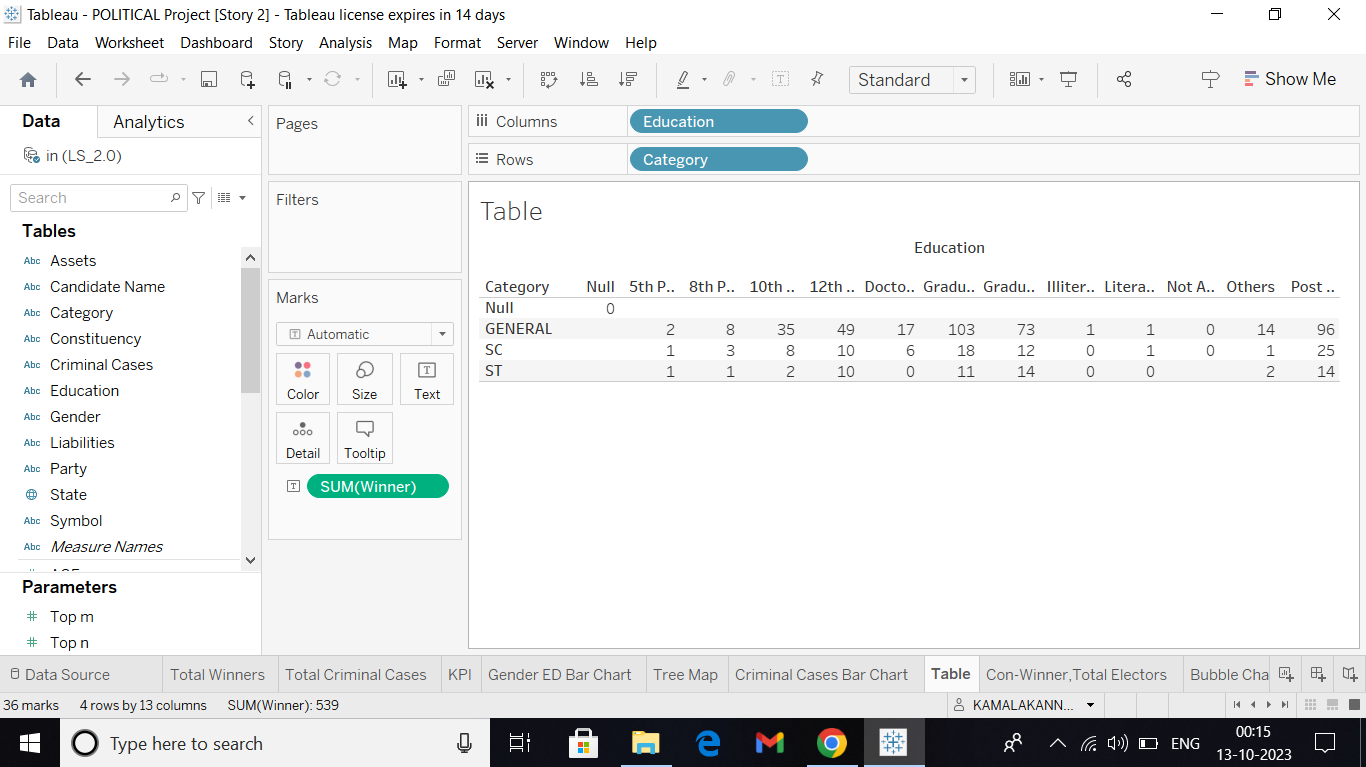 Tableau - POLITICAL Project [Story 2] - Tableau license expires in 14 days
File Data Worksheet Dashboard Story Analysis Map Format Server Window Help
Standard Show Me
Data Analytics
in (LS_2.0)
Search
Tables
Abc Assets
Abc Candidate Name
Abc Category
Abc Constituency
Abc Criminal Cases
Abc Education
Abc Gender
Abc Liabilities
Abc Party
State
Abc Symbol
Abc Measure Names
Parameters
# Top m
# Top n
Pages
Filters
Marks
Automatic
Color Size Text
Detail Tooltip
SUM(Winner)
Columns Education
Rows Category
Table
Education
Category Null 5th P.. 8th P.. 10th .. 12th .. Docto.. Gradu.. Gradu.. Illiter.. Litera.. Not A.. Others Post ..
Null 0
GENERAL 2 8 35 49 17 103 73 1 1 0 14 96
SC 1 3 8 10 6 18 12 0 1 0 1 25
ST 1 1 2 10 0 11 14 0 0 2 14
Data Source Total Winners Total Criminal Cases KPI Gender ED Bar Chart Tree Map Criminal Cases Bar Chart Table Con-Winner,Total Electors Bubble Cha
36 marks 4 rows by 13 columns SUM(Winner): 539 KAMALAKANN...
Type here to search ENG 00:15
13-10-2023